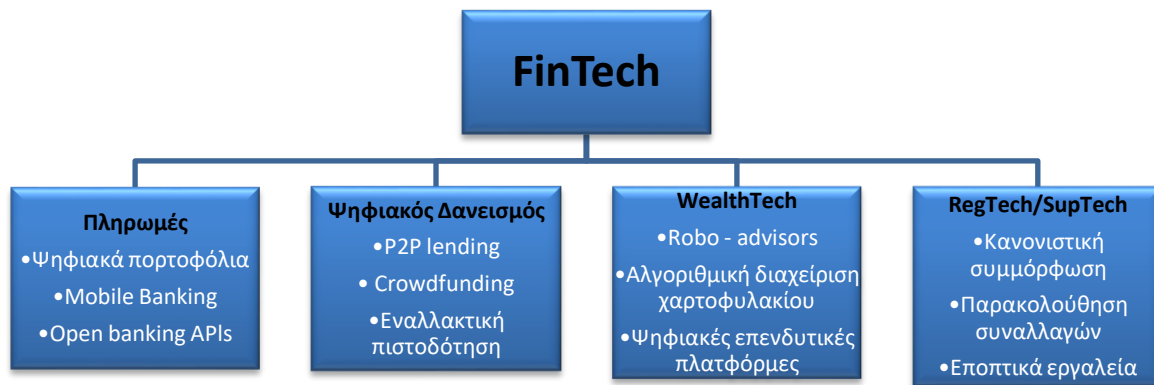 FinTech
Πληρωμές
•Ψηφιακά πορτοφόλια
•Mobile Banking
•Open banking APIs
Ψηφιακός Δανεισμός
•P2P lending
• Crowdfunding
•Εναλλακτική
πιστοδότηση
WealthTech
•Robo - advisors
•Αλγοριθμική διαχείριση
χαρτοφυλακίου
•Ψηφιακές επενδυτικές
πλατφόρμες
RegTech/SupTech
•Κανονιστική
συμμόρφωση
•Παρακολούθηση
συναλλαγών
•Εποπτικά εργαλεία